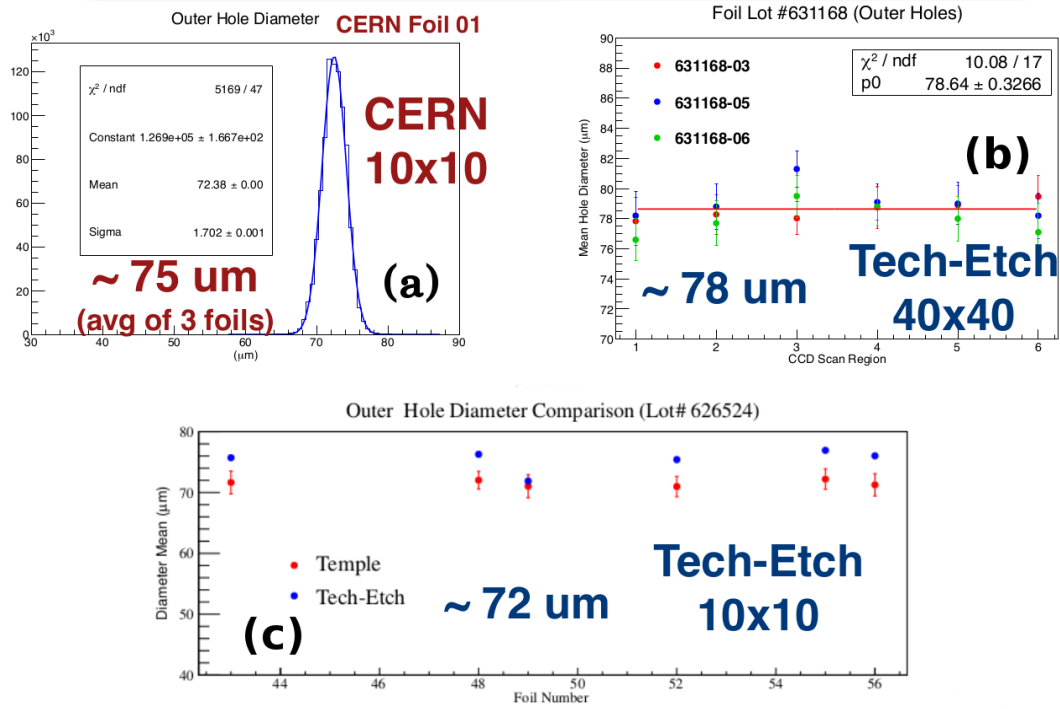 Outer Hole Diameter
CERN Foil 01
×10³
120
100
80
60
40
20
0
χ² / ndf 5169 / 47
Constant 1.269e+05 ± 1.667e+02
Mean 72.38 ± 0.00
Sigma 1.702 ± 0.001
CERN
10x10
~ 75 um
(avg of 3 foils)
(a)
30 40 50 60 70 80 90
(μm)
Foil Lot #631168 (Outer Holes)
Mean Hole Diameter (μm)
90
88
86
84
82
80
78
76
74
72
70
631168-03
631168-05
631168-06
χ² / ndf 10.08 / 17
p0 78.64 ± 0.3266
(b)
~ 78 um
Tech-Etch
40x40
1 2 3 4 5 6
CCD Scan Region
Outer Hole Diameter Comparison (Lot# 626524)
Diameter Mean (μm)
80
70
60
50
40
Temple
Tech-Etch
(c)
~ 72 um
Tech-Etch
10x10
44 46 48 50 52 54 56
Foil Number